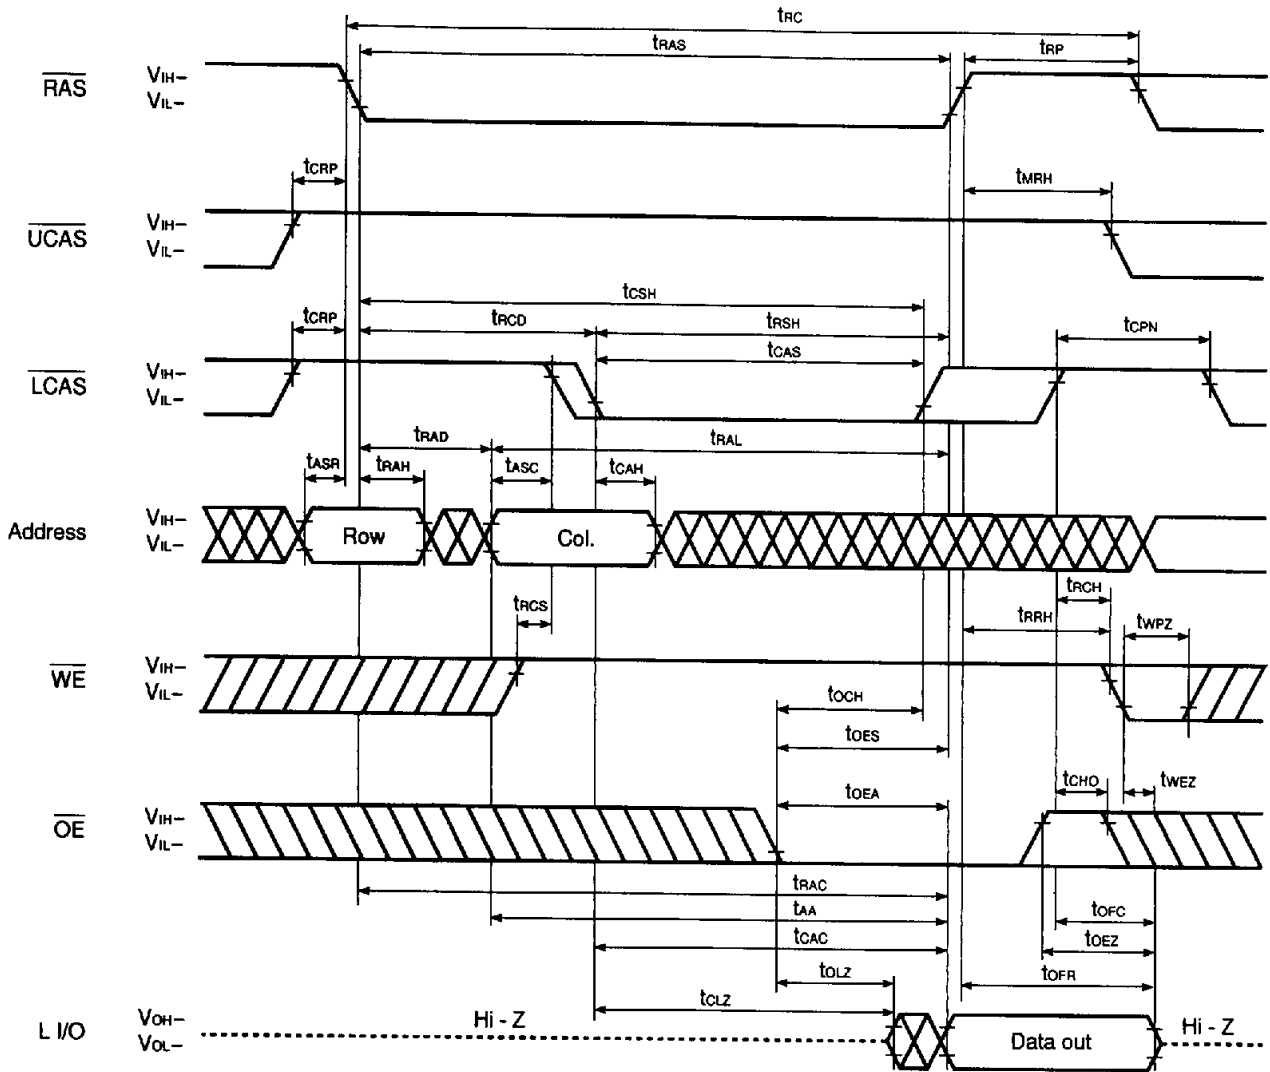 tRC
tRAS
tRP
RAS
VIH–
VIL–
tCRP
tMRH
UCAS
VIH–
VIL–
tCSH
tCRP
tRCD
tRSH
tCPN
tCAS
LCAS
VIH–
VIL–
tRAD
tRAL
tASR
tRAH
tASC
tCAH
Address
VIH–
VIL–
Row
Col.
tRCS
tRCH
tRRH
tWPZ
WE
VIH–
VIL–
tOCH
tOES
tCHO
tWEZ
tOEA
OE
VIH–
VIL–
tRAC
tAA
tOFC
tCAC
tOEZ
tOLZ
tOFR
tCLZ
L I/O
VOH–
VOL–
Hi - Z
Data out
Hi - Z